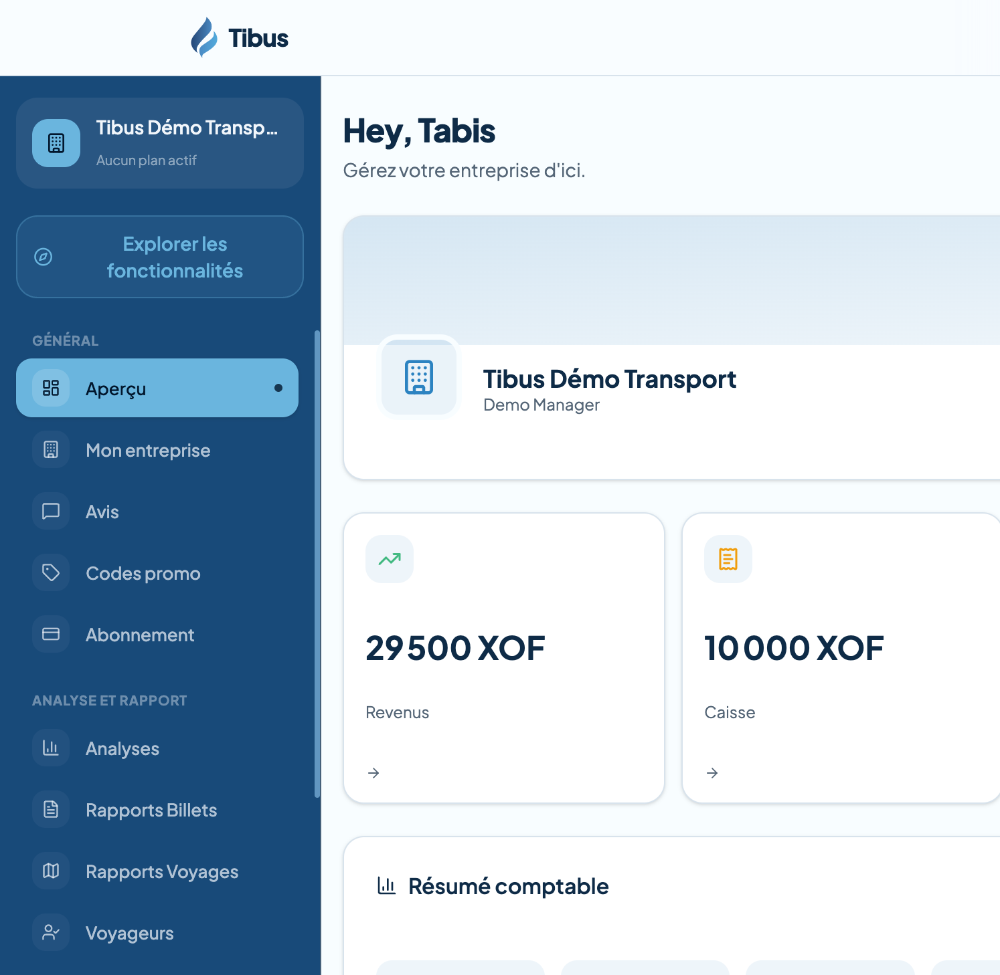 Tibus
Tibus Démo Transp...
Aucun plan actif
Explorer les
fonctionnalités
GÉNÉRAL
Aperçu
Mon entreprise
Avis
Codes promo
Abonnement
ANALYSE ET RAPPORT
Analyses
Rapports Billets
Rapports Voyages
Voyageurs
Hey, Tabis
Gérez votre entreprise d'ici.
Tibus Démo Transport
Demo Manager
29 500 XOF
Revenus
10 000 XOF
Caisse
Résumé comptable